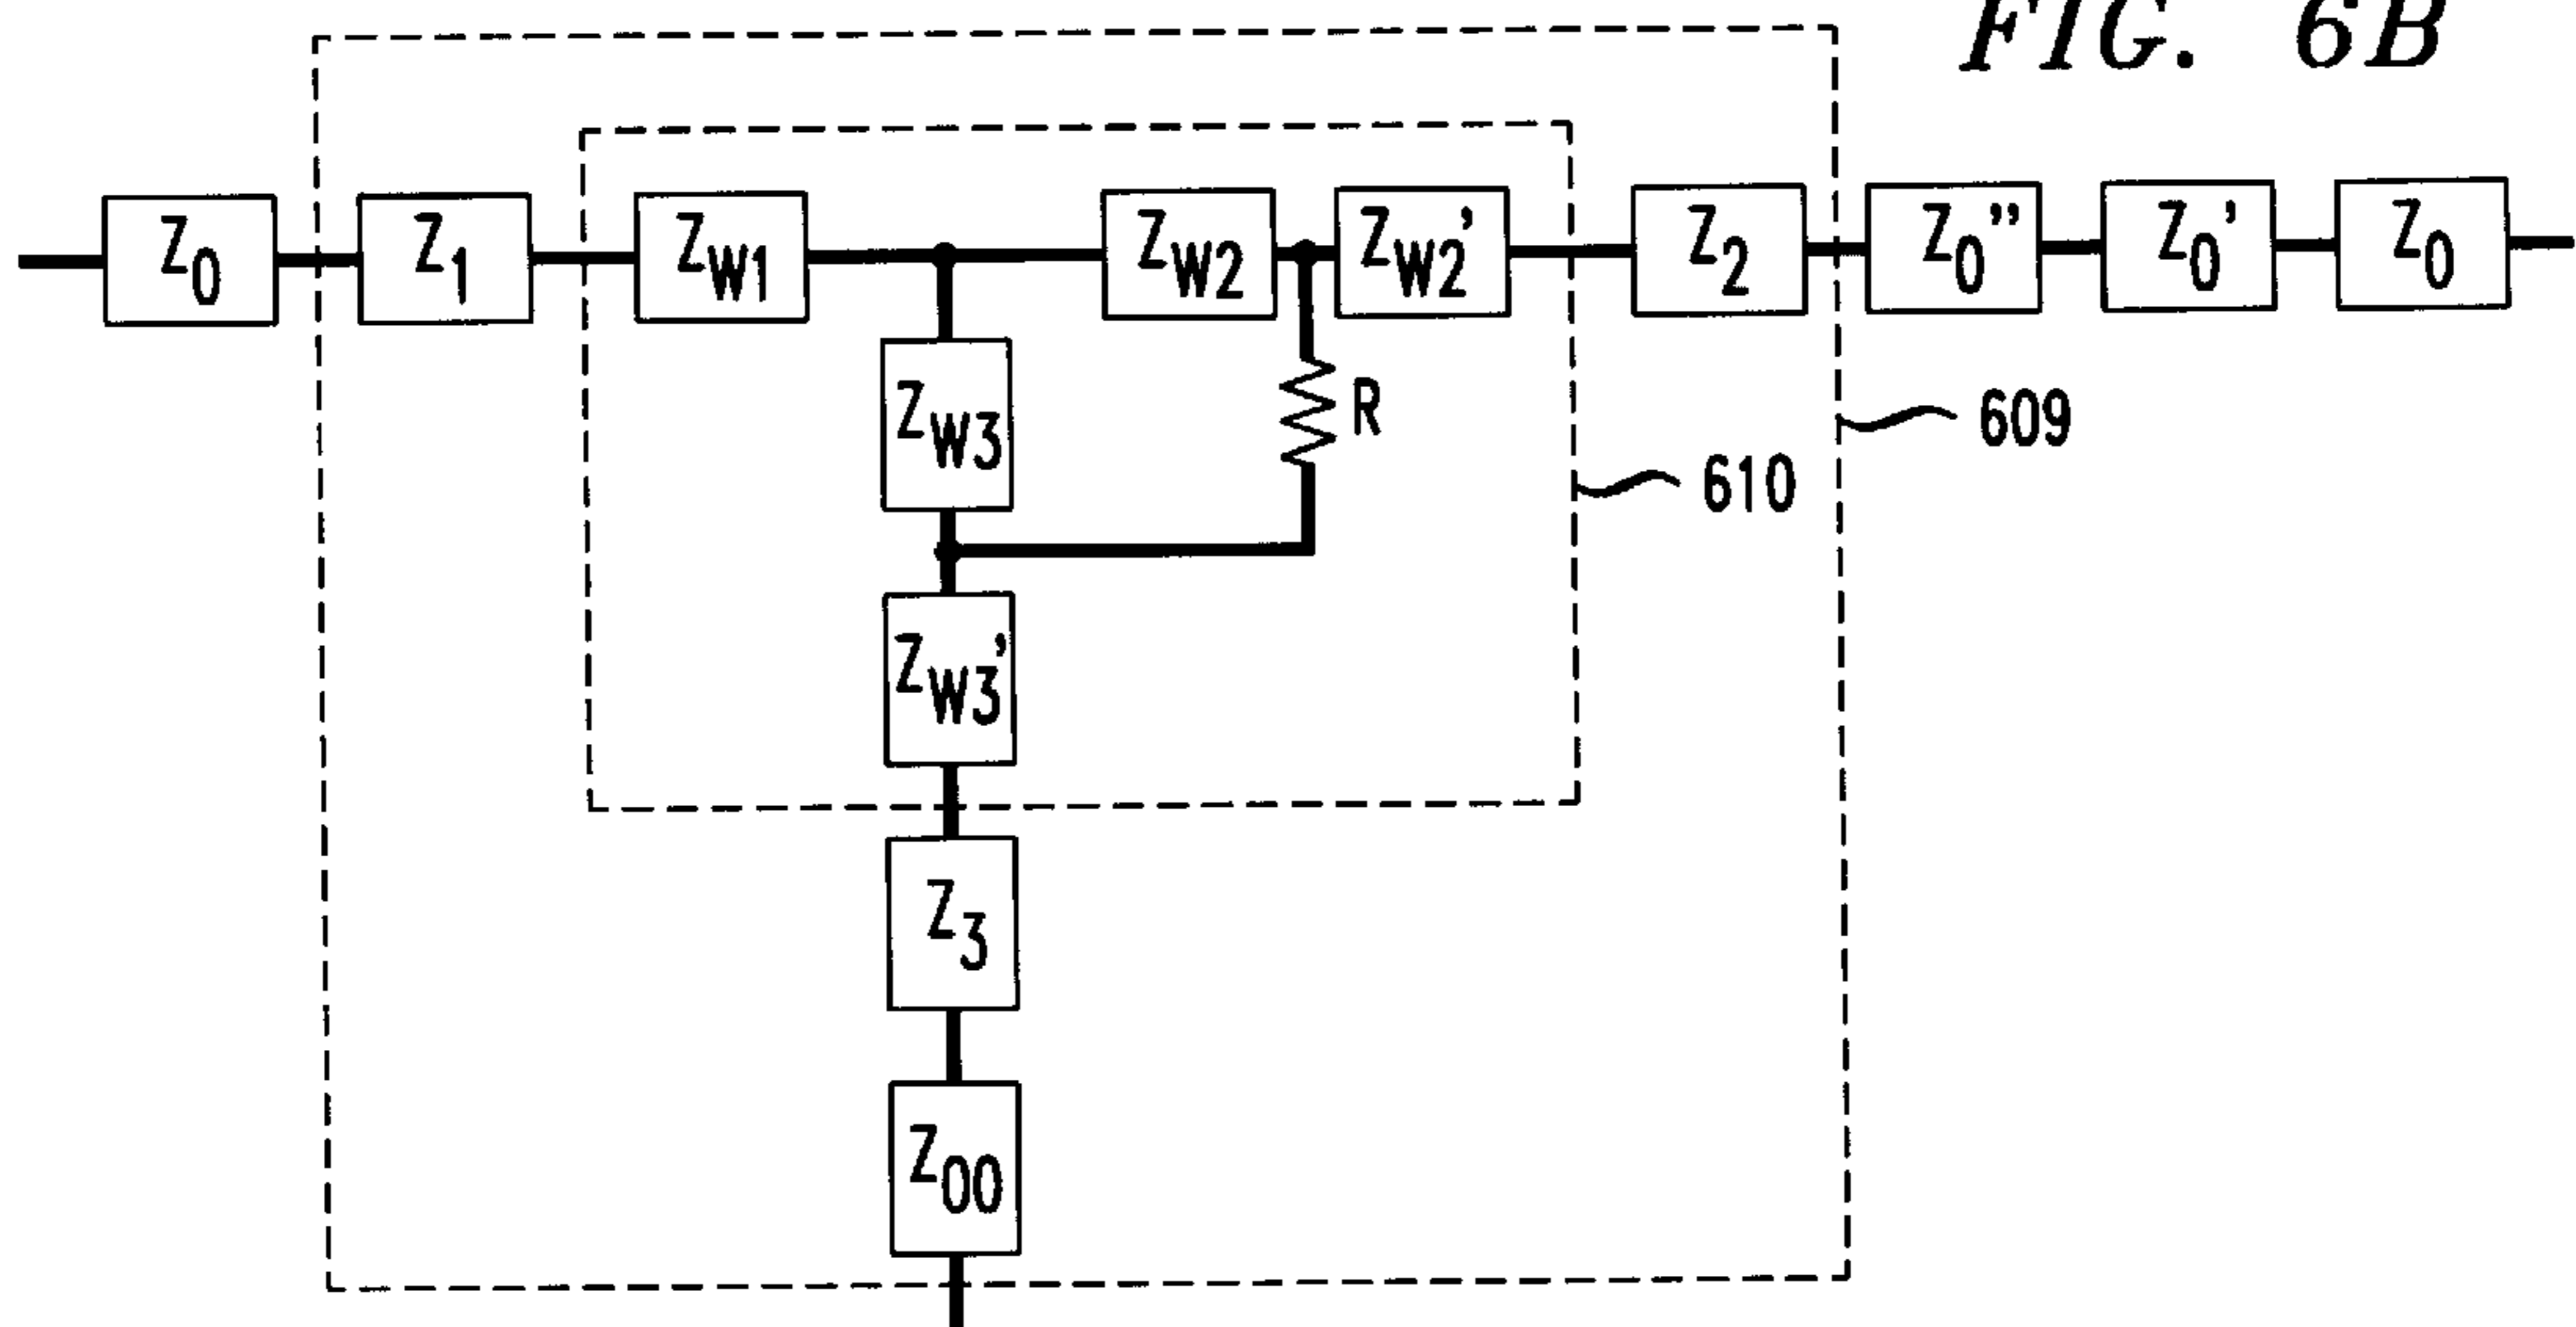 FIG. 6B
Z0 Z1 ZW1 ZW2 ZW2' Z2 Z0" Z0' Z0
ZW3 R
609
610
ZW3'
Z3
Z00